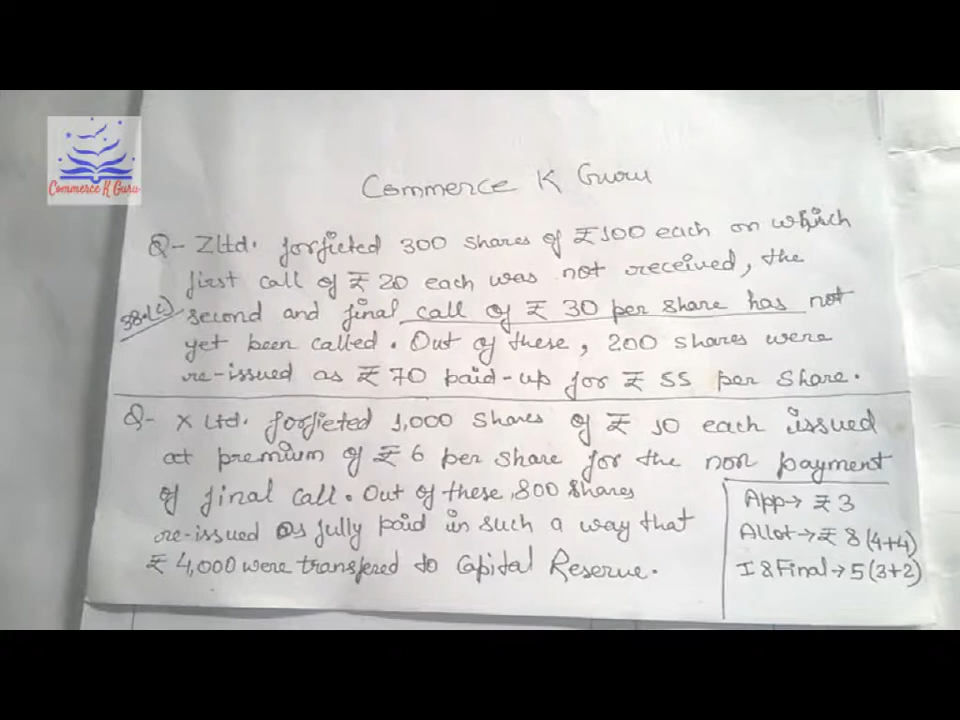 Commerce K Guru
Commerce K Guru
Q- Z Ltd. forfieted 300 shares of ₹100 each on which
first call of ₹ 20 each was not received, the
38.(C) second and final call of ₹ 30 per share has not
yet been called. Out of these, 200 shares were
re-issued as ₹ 70 paid-up for ₹ 55 per share.
Q- X Ltd. forfieted 1,000 shares of ₹ 10 each issued
at premium of ₹ 6 per share for the non payment
of final call. Out of these 800 shares
re-issued as fully paid in such a way that
₹ 4,000 were transfered to Capital Reserve.
App→ ₹ 3
Allot→ ₹ 8 (4+4)
I & Final→ 5 (3+2)